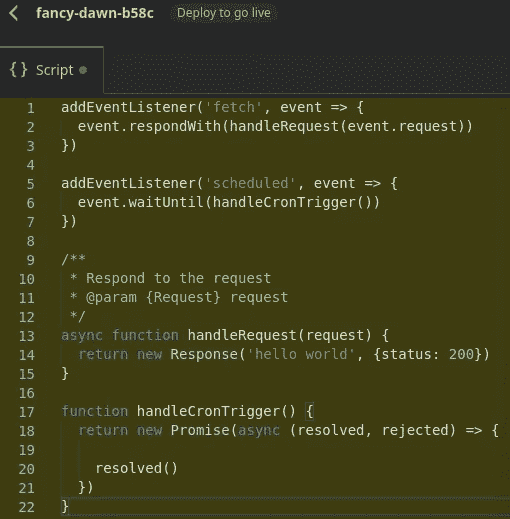 fancy-dawn-b58c Deploy to go live
{} Script
1 addEventListener('fetch', event => {
2 event.respondWith(handleRequest(event.request))
3 })
4
5 addEventListener('scheduled', event => {
6 event.waitUntil(handleCronTrigger())
7 })
8
9 /**
10 * Respond to the request
11 * @param {Request} request
12 */
13 async function handleRequest(request) {
14 return new Response('hello world', {status: 200})
15 }
16
17 function handleCronTrigger() {
18 return new Promise(async (resolved, rejected) => {
19
20 resolved()
21 })
22 }